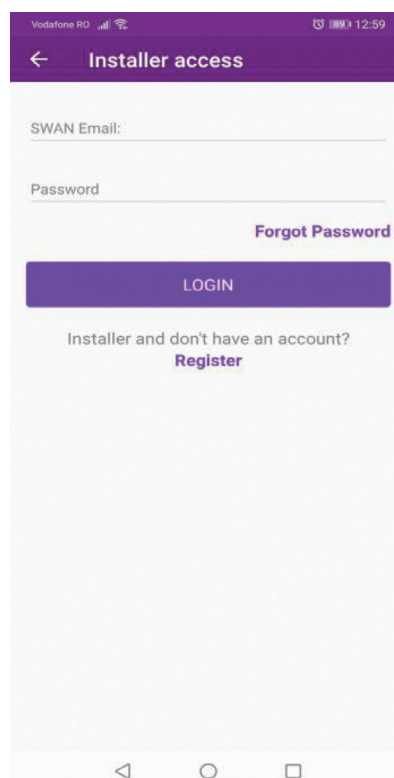 Vodafone RO 89 12:59
Installer access
SWAN Email:
Password
Forgot Password
LOGIN
Installer and don't have an account?
Register